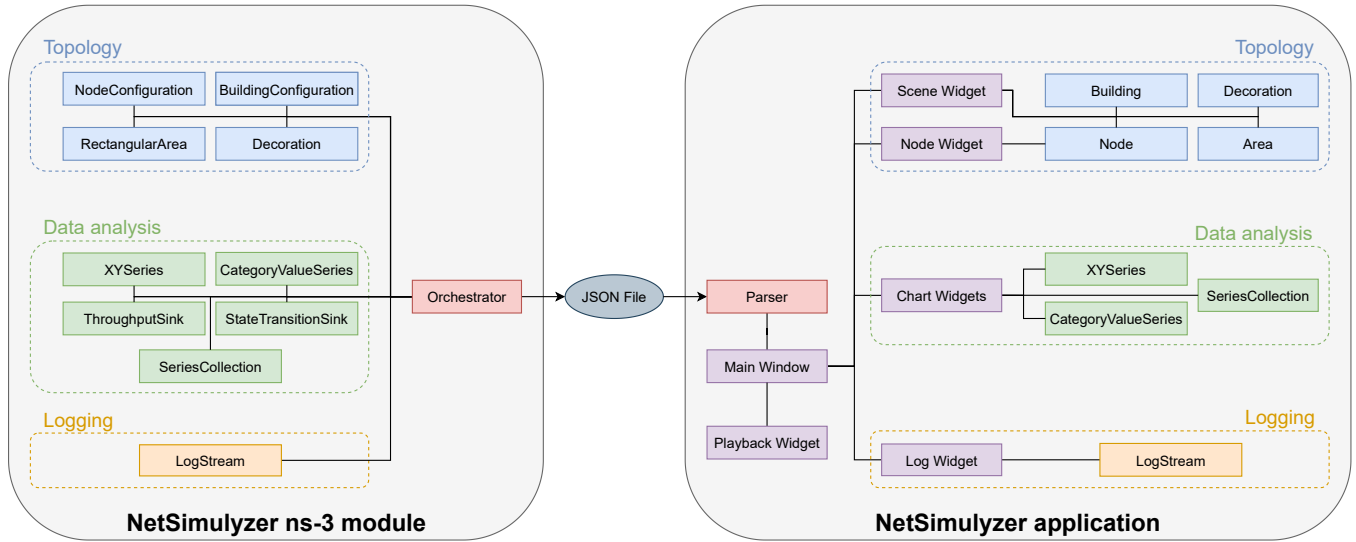 Topology
NodeConfiguration
BuildingConfiguration
RectangularArea
Decoration
Data analysis
XYSeries
CategoryValueSeries
ThroughputSink
StateTransitionSink
SeriesCollection
Logging
LogStream
Orchestrator
NetSimulyzer ns-3 module
JSON File
Topology
Scene Widget
Building
Decoration
Node Widget
Node
Area
Data analysis
XYSeries
Parser
Chart Widgets
SeriesCollection
CategoryValueSeries
Main Window
Playback Widget
Logging
Log Widget
LogStream
NetSimulyzer application